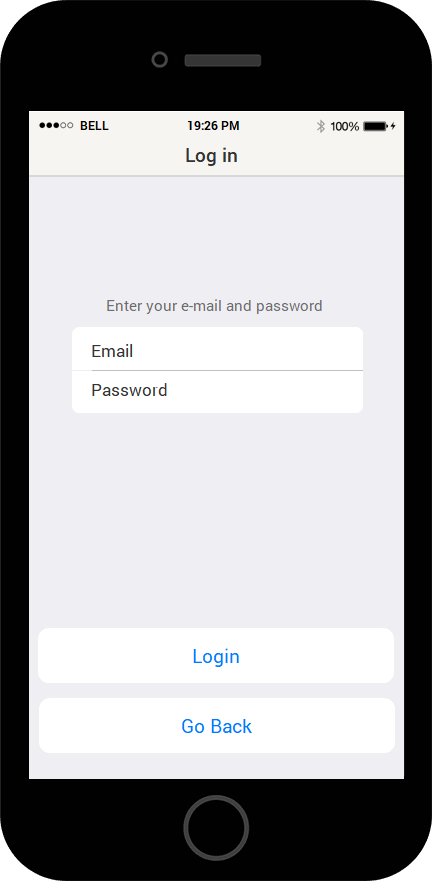 BELL 19:26 PM 100%
Log in
Enter your e-mail and password
Email
Password
Login
Go Back